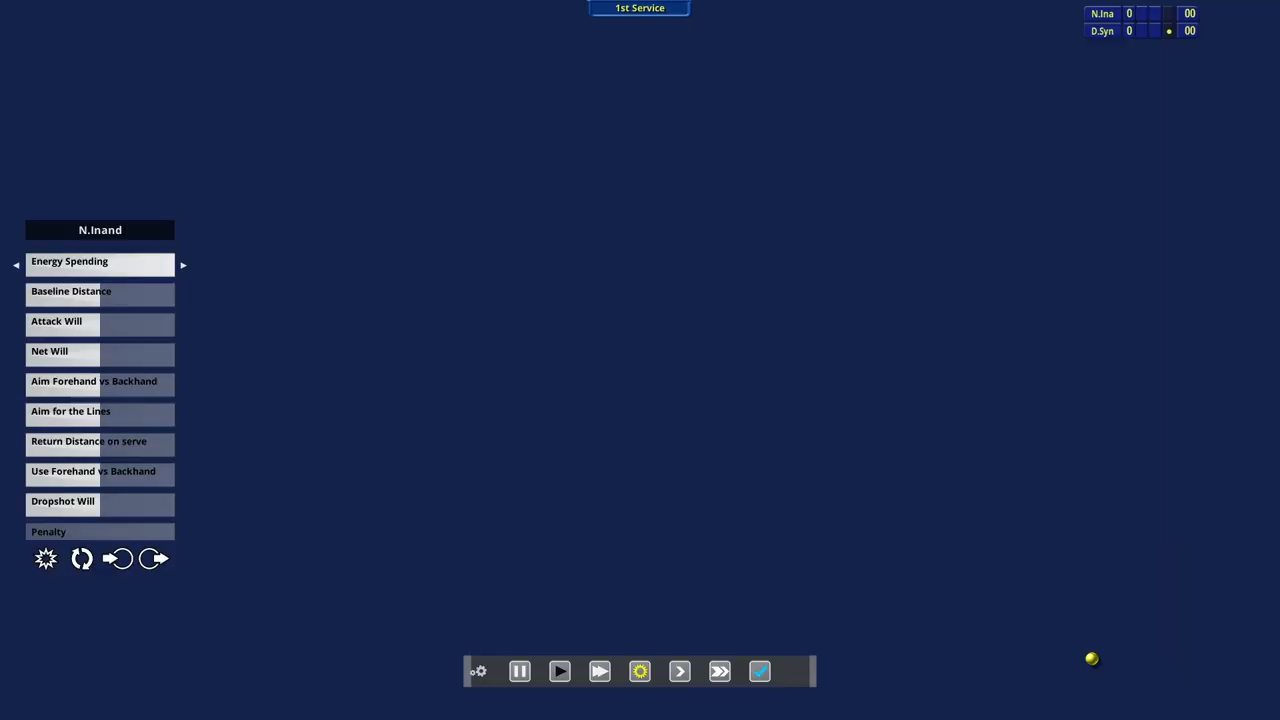 1st Service
N.Ina 0 00
D.Syn 0 00
N.Inand
Energy Spending
Baseline Distance
Attack Will
Net Will
Aim Forehand vs Backhand
Aim for the Lines
Return Distance on serve
Use Forehand vs Backhand
Dropshot Will
Penalty